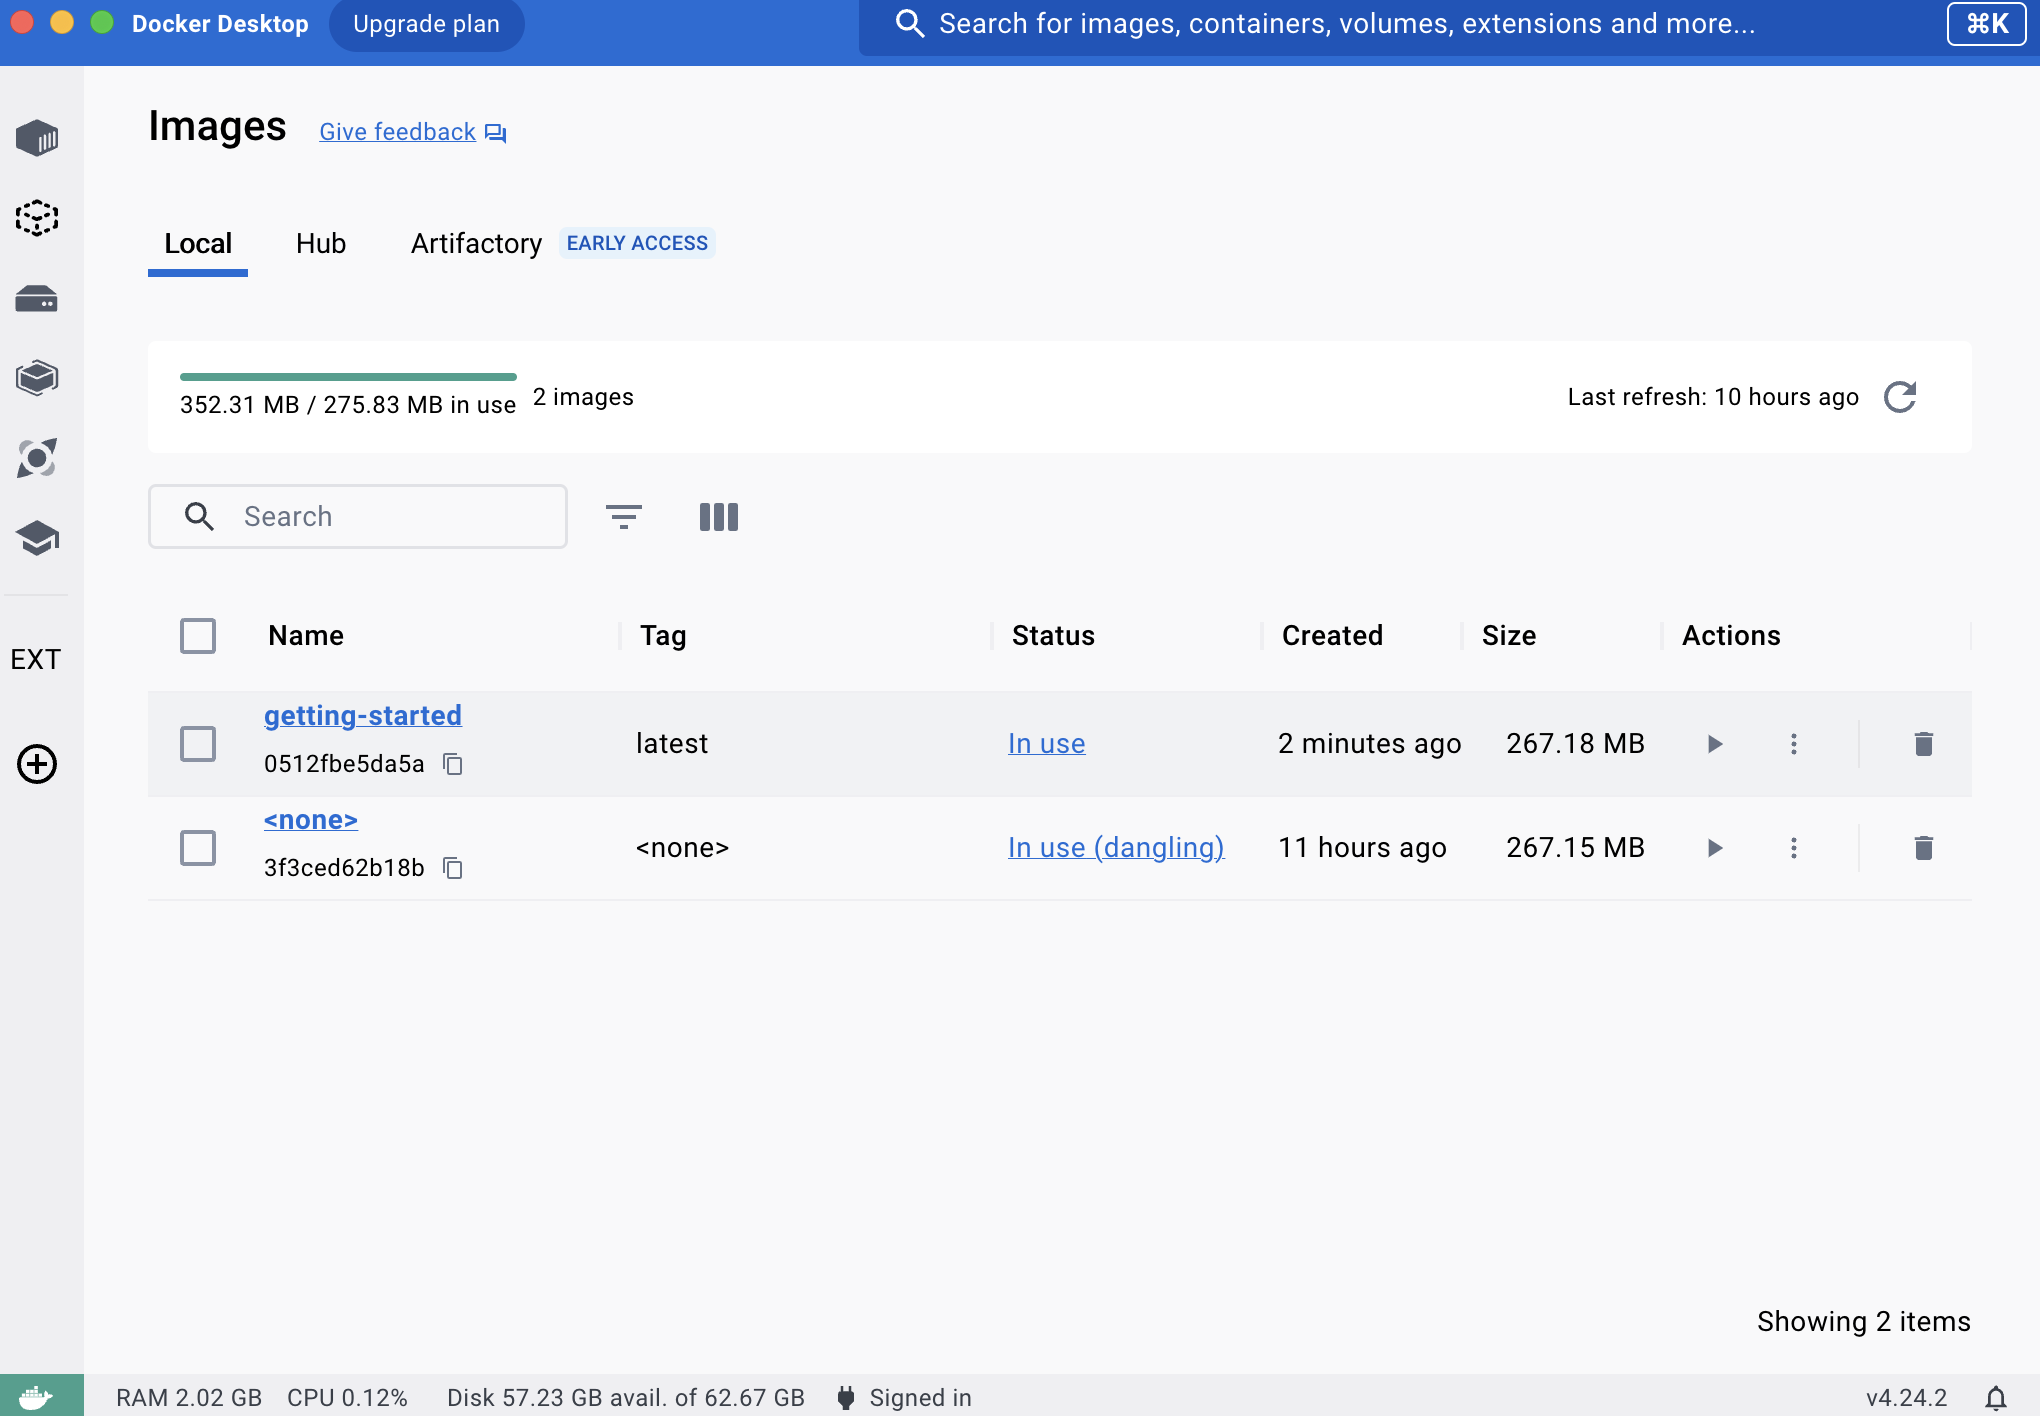 Docker Desktop Upgrade plan Search for images, containers, volumes, extensions and more... ⌘K
Images Give feedback
Local Hub Artifactory EARLY ACCESS
352.31 MB / 275.83 MB in use 2 images Last refresh: 10 hours ago
Search
Name Tag Status Created Size Actions
EXT
getting-started
0512fbe5da5a latest In use 2 minutes ago 267.18 MB
<none>
3f3ced62b18b <none> In use (dangling) 11 hours ago 267.15 MB
Showing 2 items
RAM 2.02 GB CPU 0.12% Disk 57.23 GB avail. of 62.67 GB Signed in v4.24.2